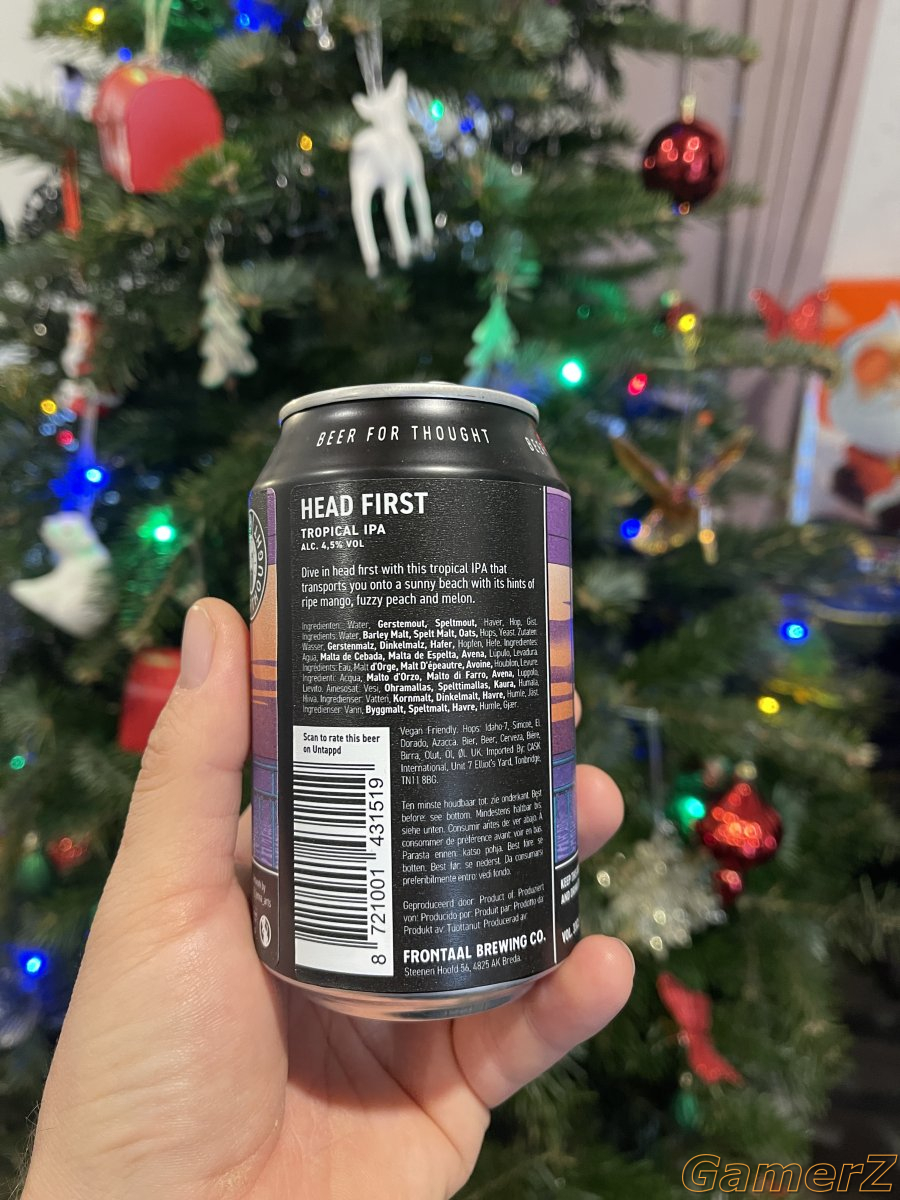 BEER FOR THOUGHT
HEAD FIRST
TROPICAL IPA
ALC. 4,5% VOL
Dive in head first with this tropical IPA that
transports you onto a sunny beach with its hints of
ripe mango, fuzzy peach and melon.
Ingrediënten: Water, Gerstemout, Speltmout, Haver, Hop, Gist.
Ingredients: Water, Barley Malt, Spelt Malt, Oats, Hops, Yeast. Zutaten:
Wasser, Gerstenmalz, Dinkelmalz, Hafer, Hopfen, Hefe. Ingredientes:
Agua, Malta de Cebada, Malta de Espelta, Avena, Lúpulo, Levadura.
Ingrédients: Eau, Malt d'Orge, Malt D'épeautre, Avoine, Houblon, Levure.
Ingredienti: Acqua, Malto d'Orzo, Malto di Farro, Avena, Luppolo,
Lievito. Ainesosat: Vesi, Ohramallas, Spelttimallas, Kaura, Humala,
Hiiva. Ingredienser: Vatten, Kornmalt, Dinkelmalt, Havre, Humle, Jäst.
Ingredienser: Vann, Byggmalt, Speltmalt, Havre, Humle, Gjær.
Scan to rate this beer
on Untappd
8 721001 431519
Vegan Friendly. Hops: Idaho-7, Simcoe, El
Dorado, Azacca. Bier, Beer, Cerveza, Bière,
Birra, Olut, Öl, ØL. UK. Imported By: CASK
International, Unit 7 Elliot's Yard, Tonbridge,
TN11 8BG.
Ten minste houdbaar tot: zie onderkant. Best
before: see bottom. Mindestens haltbar bis:
siehe unten. Consumir antes de: ver abajo. À
consommer de préférence avant: voir en bas.
Parasta ennen: katso pohja. Best före: se
botten. Best før: se nederst. Da consumarsi
preferibilmente entro: vedi fondo.
Geproduceerd door: Product of: Produziert
von: Producido por: Produit par: Prodotto da:
Produkt av: Tuottanut: Producerad av:
FRONTAAL BREWING CO.
Steenen Hoofd 56, 4825 AK Breda.
GamerZ